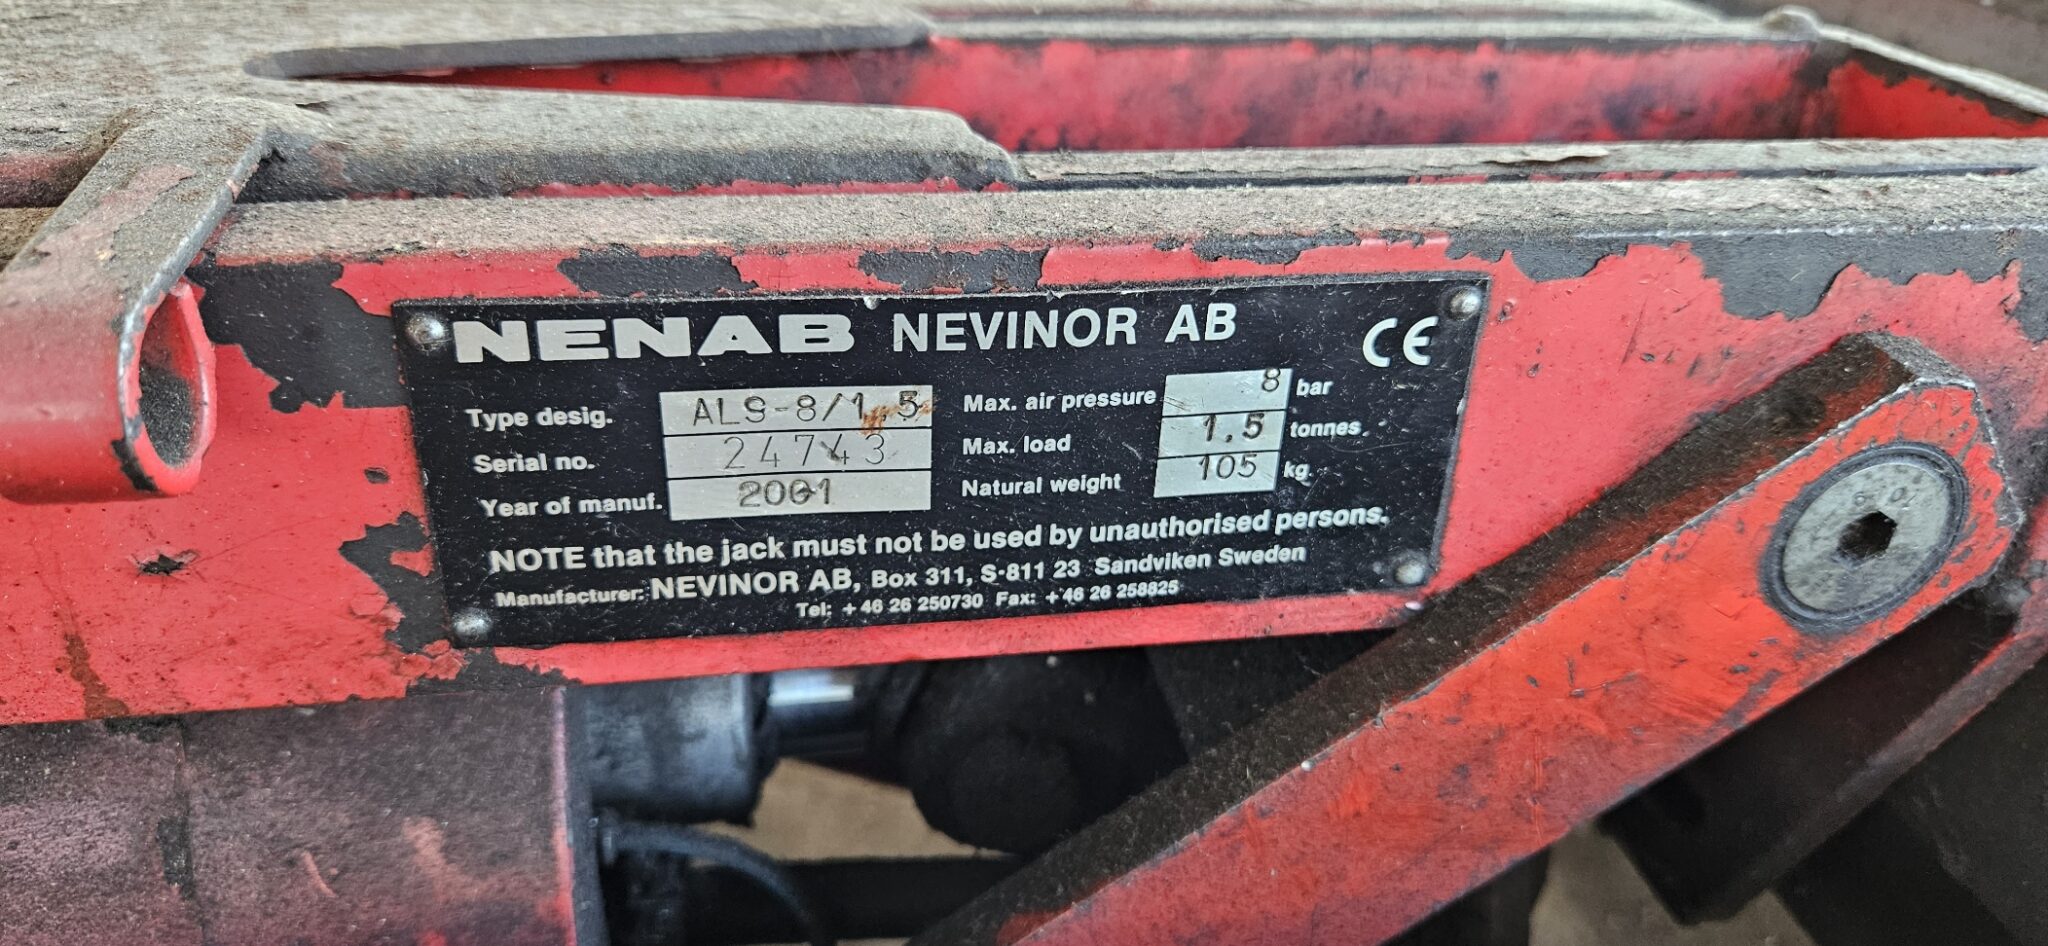 NENAB NEVINOR AB CE
Type desig. ALS-8/1,5 Max. air pressure 8 bar
Serial no. 24743 Max. load 1,5 tonnes
Year of manuf. 2001 Natural weight 105 kg
NOTE that the jack must not be used by unauthorised persons.
Manufacturer: NEVINOR AB, Box 311, S-811 23 Sandviken Sweden
Tel: +46 26 250730 Fax: +46 26 258825